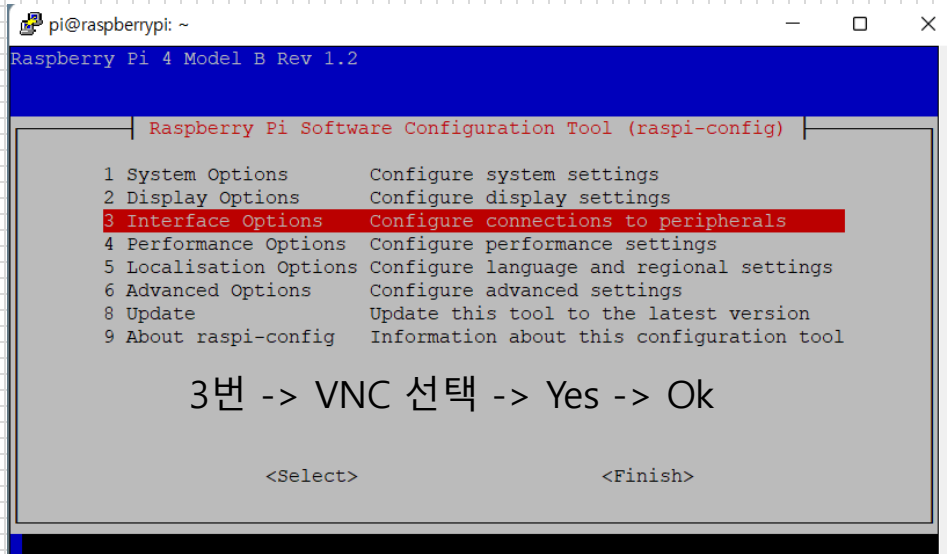 pi@raspberrypi: ~
Raspberry Pi 4 Model B Rev 1.2
Raspberry Pi Software Configuration Tool (raspi-config)
1 System Options Configure system settings
2 Display Options Configure display settings
3 Interface Options Configure connections to peripherals
4 Performance Options Configure performance settings
5 Localisation Options Configure language and regional settings
6 Advanced Options Configure advanced settings
8 Update Update this tool to the latest version
9 About raspi-config Information about this configuration tool
3번 -> VNC 선택 -> Yes -> Ok
<Select> <Finish>